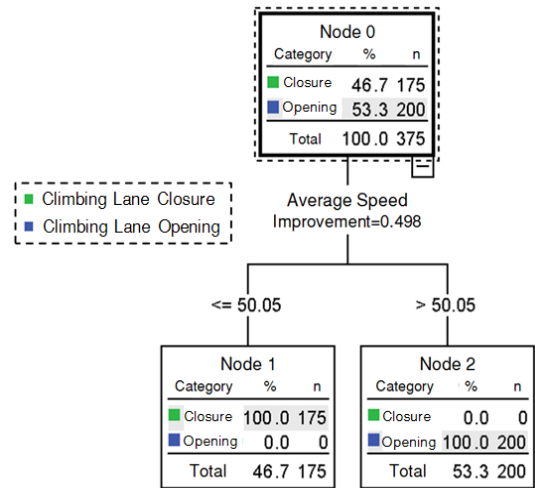 Node 0
Category % n
Closure 46.7 175
Opening 53.3 200
Total 100.0 375
Climbing Lane Closure
Climbing Lane Opening
Average Speed
Improvement=0.498
<= 50.05
> 50.05
Node 1
Category % n
Closure 100.0 175
Opening 0.0 0
Total 46.7 175
Node 2
Category % n
Closure 0.0 0
Opening 100.0 200
Total 53.3 200